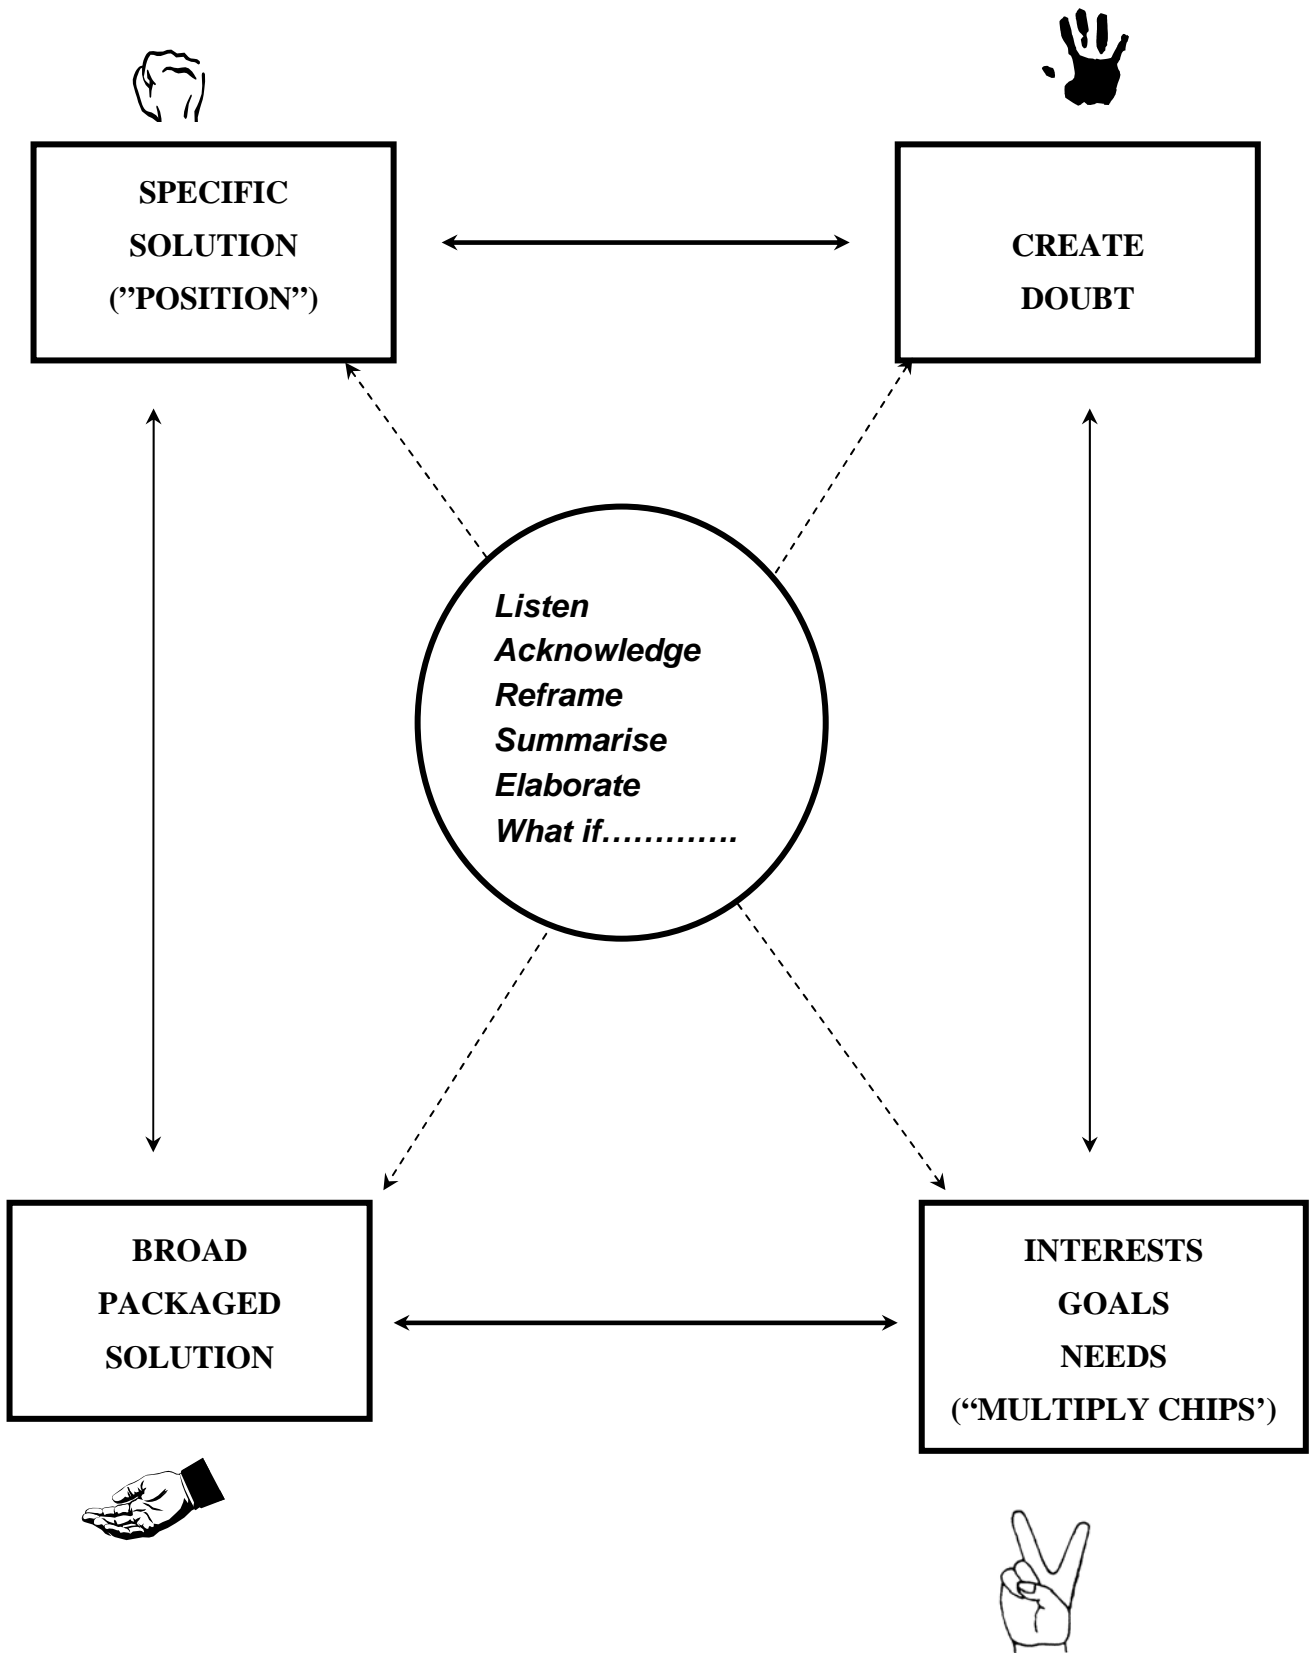 SPECIFIC
SOLUTION
(”POSITION”)
CREATE
DOUBT
Listen
Acknowledge
Reframe
Summarise
Elaborate
What if………….
BROAD
PACKAGED
SOLUTION
INTERESTS
GOALS
NEEDS
(“MULTIPLY CHIPS’)